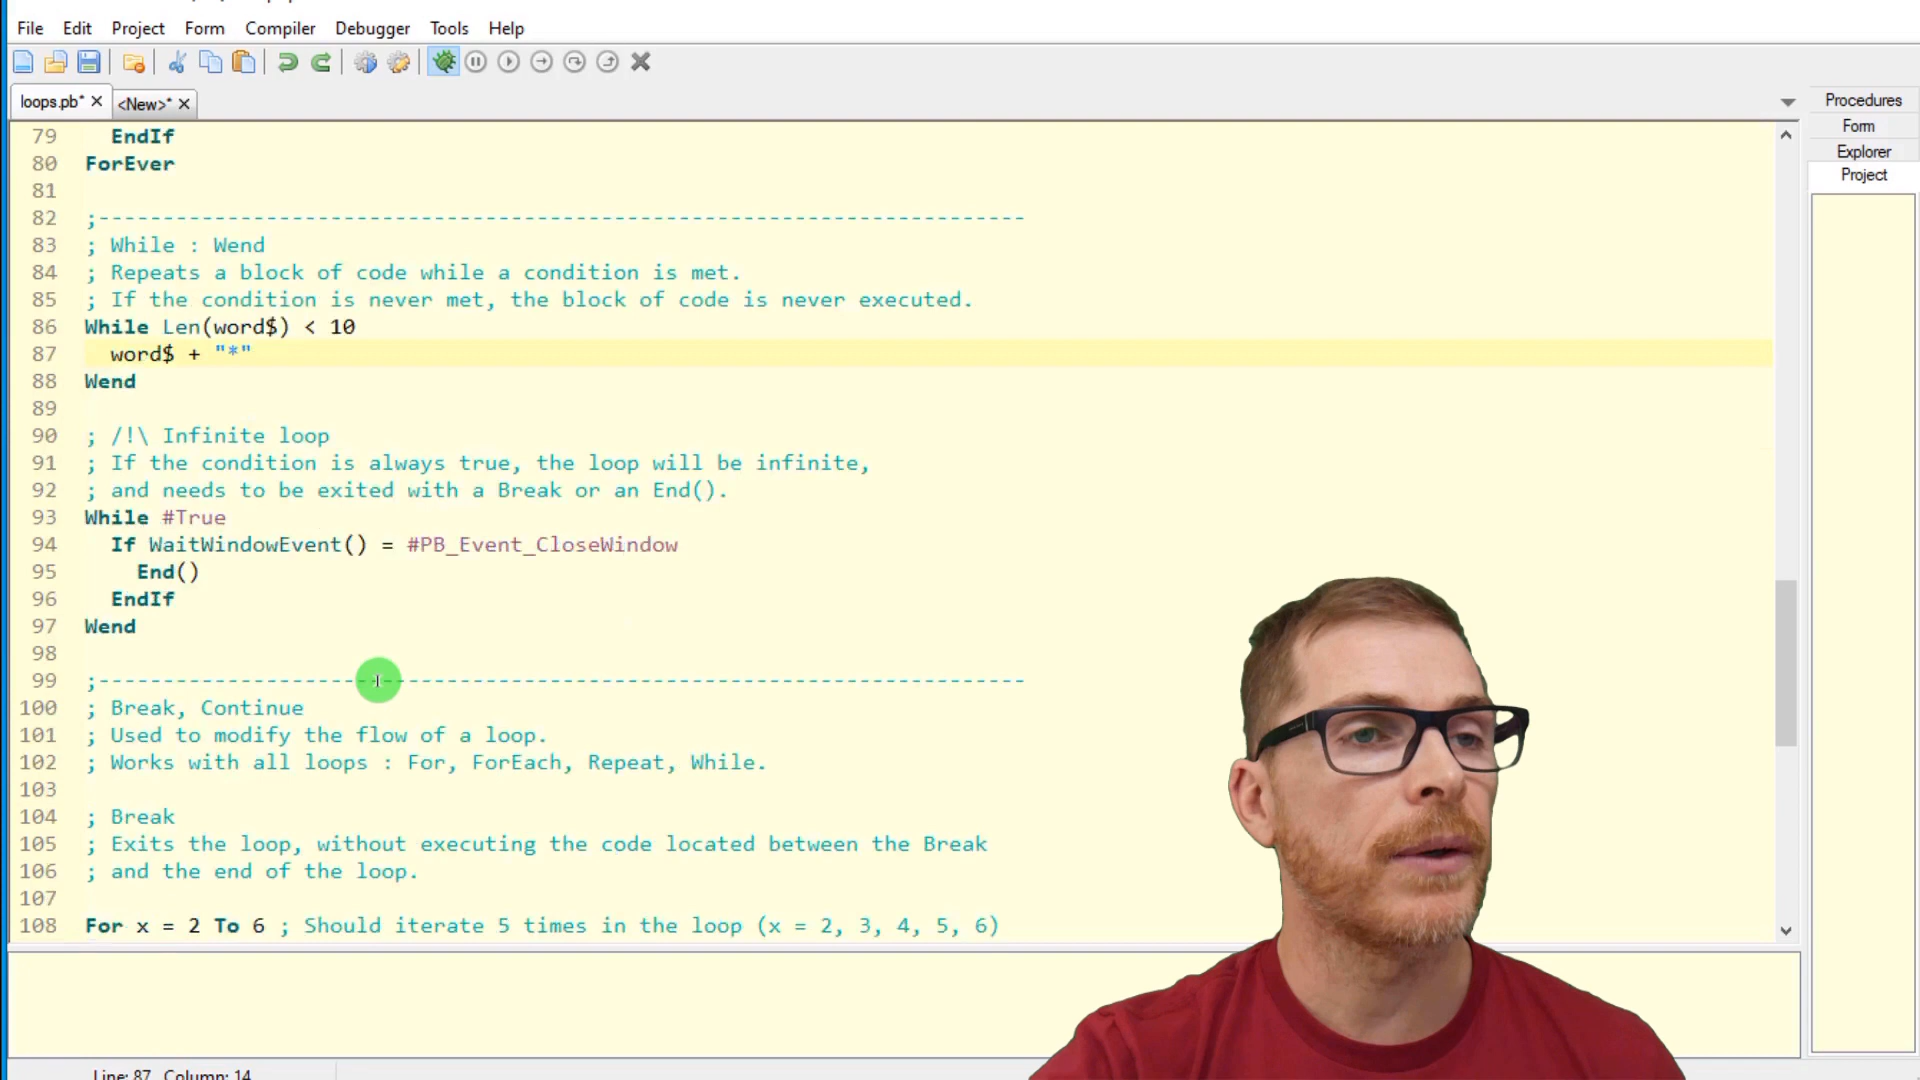 File Edit Project Form Compiler Debugger Tools Help
loops.pb* <New>*
Procedures
Form
Explorer
Project
79 EndIf
80 ForEver
81
82 ;------------------------------------------------------------------------
83 ; While : Wend
84 ; Repeats a block of code while a condition is met.
85 ; If the condition is never met, the block of code is never executed.
86 While Len(word$) < 10
87 word$ + "*"
88 Wend
89
90 ; /!\ Infinite loop
91 ; If the condition is always true, the loop will be infinite,
92 ; and needs to be exited with a Break or an End().
93 While #True
94 If WaitWindowEvent() = #PB_Event_CloseWindow
95 End()
96 EndIf
97 Wend
98
99 ;------------------------------------------------------------------------
100 ; Break, Continue
101 ; Used to modify the flow of a loop.
102 ; Works with all loops : For, ForEach, Repeat, While.
103
104 ; Break
105 ; Exits the loop, without executing the code located between the Break
106 ; and the end of the loop.
107
108 For x = 2 To 6 ; Should iterate 5 times in the loop (x = 2, 3, 4, 5, 6)
Line: 87 Column: 14